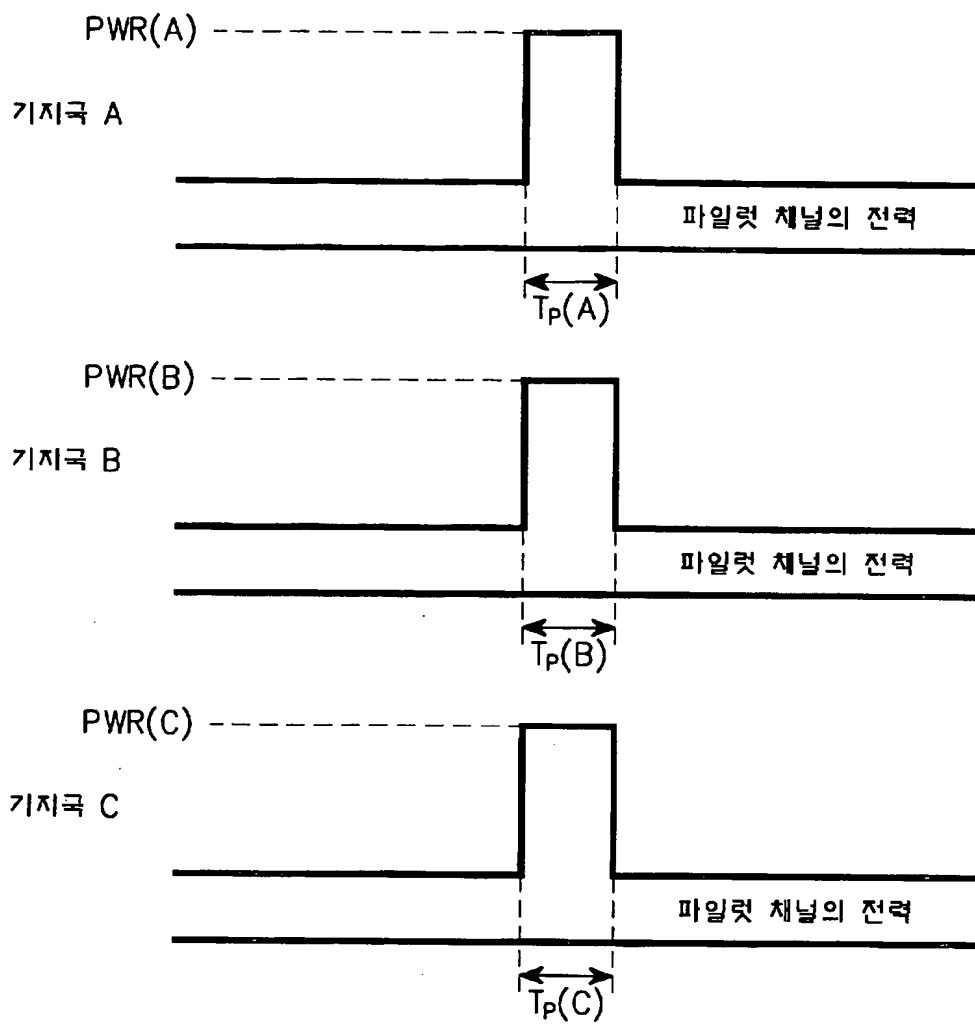 PWR(A)
기지국 A
파일럿 채널의 전력
TP(A)
PWR(B)
기지국 B
파일럿 채널의 전력
TP(B)
PWR(C)
기지국 C
파일럿 채널의 전력
TP(C)